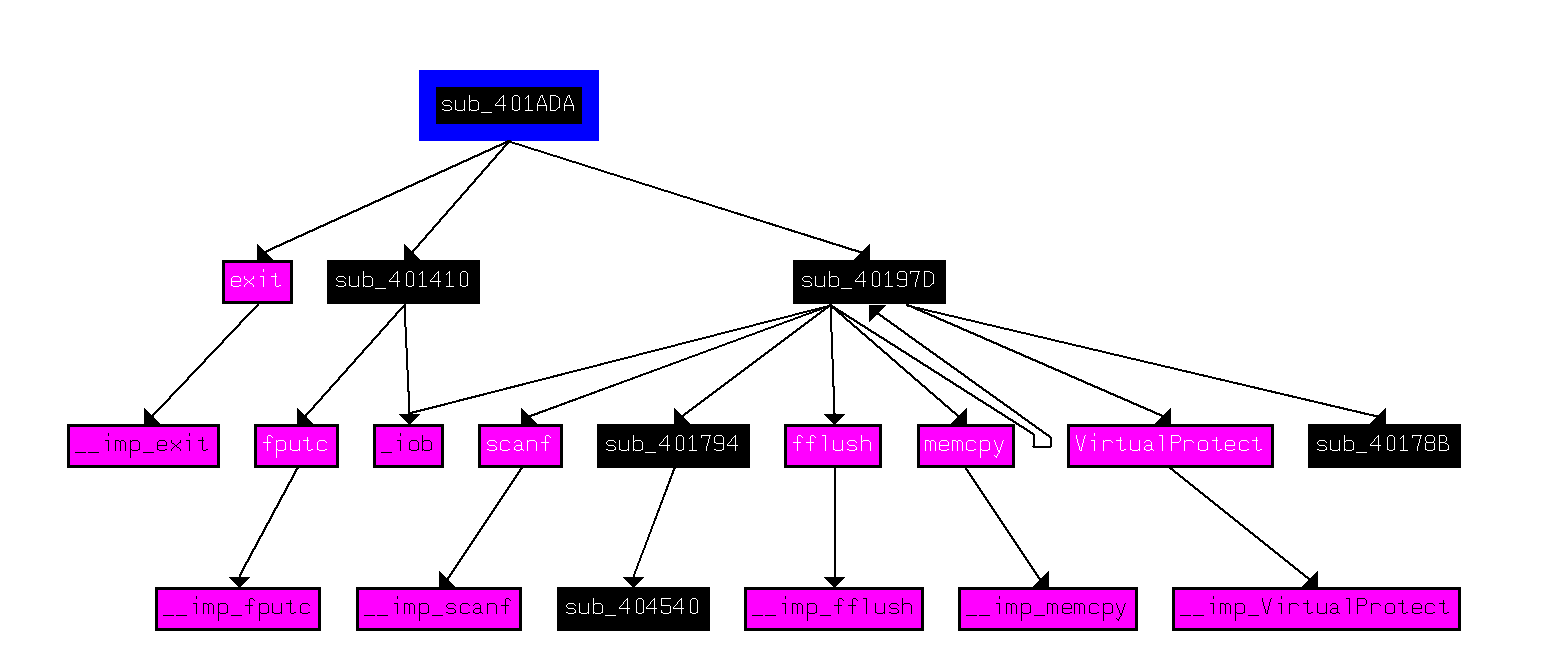 sub_401ADA
exit
sub_401410
sub_40197D
__imp_exit
fputc
_iob
scanf
sub_401794
fflush
memcpy
VirtualProtect
sub_40178B
__imp_fputc
__imp_scanf
sub_404540
__imp_fflush
__imp_memcpy
__imp_VirtualProtect